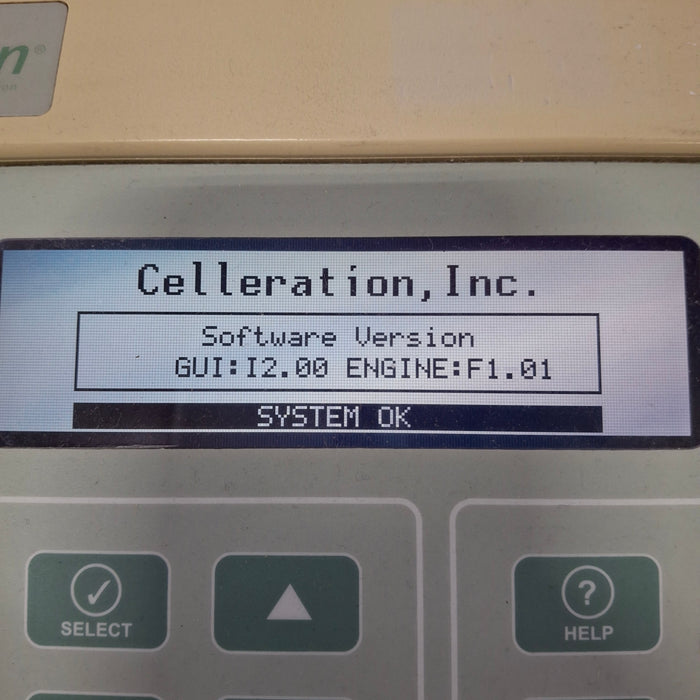 n®
Celleration,Inc.
Software Version
GUI:I2.00 ENGINE:F1.01
SYSTEM OK
SELECT
?
HELP